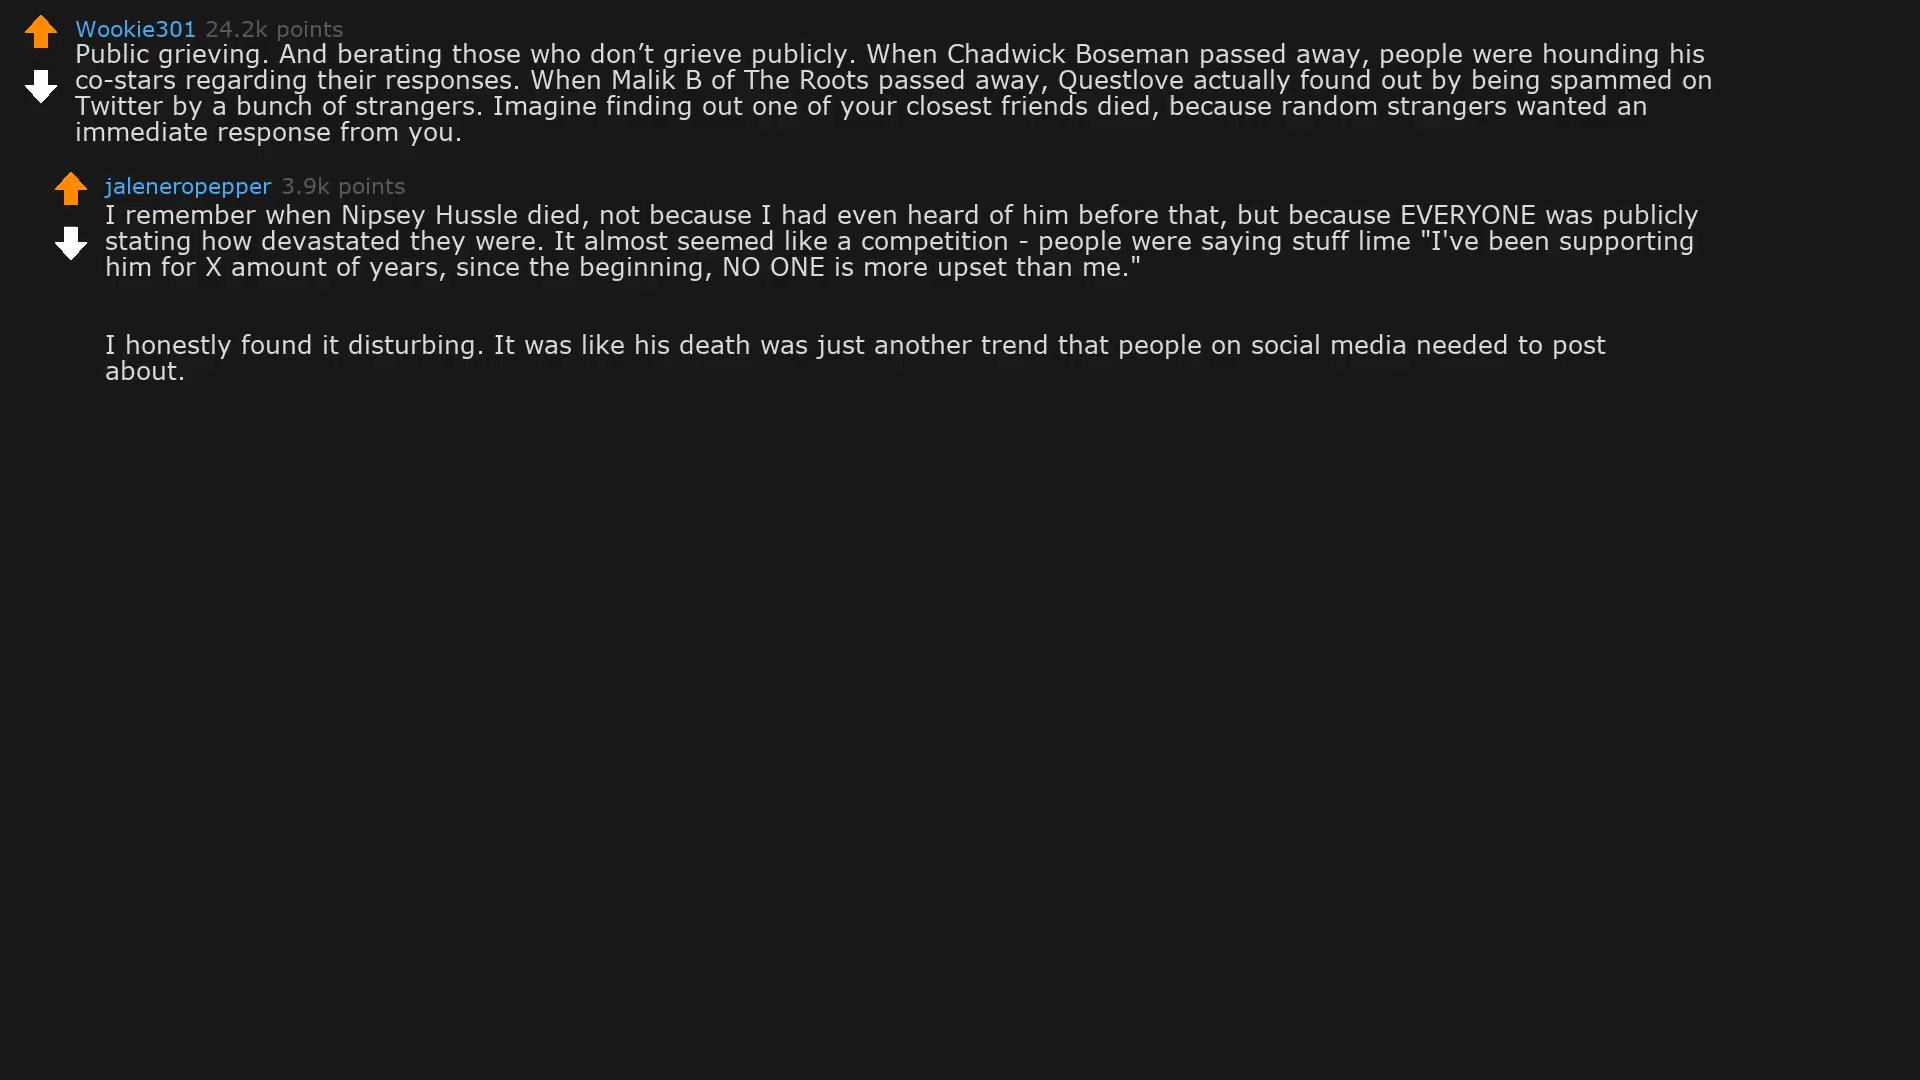 Wookie301 24.2k points
Public grieving. And berating those who don’t grieve publicly. When Chadwick Boseman passed away, people were hounding his
co-stars regarding their responses. When Malik B of The Roots passed away, Questlove actually found out by being spammed on
Twitter by a bunch of strangers. Imagine finding out one of your closest friends died, because random strangers wanted an
immediate response from you.
jaleneropepper 3.9k points
I remember when Nipsey Hussle died, not because I had even heard of him before that, but because EVERYONE was publicly
stating how devastated they were. It almost seemed like a competition - people were saying stuff lime "I've been supporting
him for X amount of years, since the beginning, NO ONE is more upset than me."
I honestly found it disturbing. It was like his death was just another trend that people on social media needed to post
about.